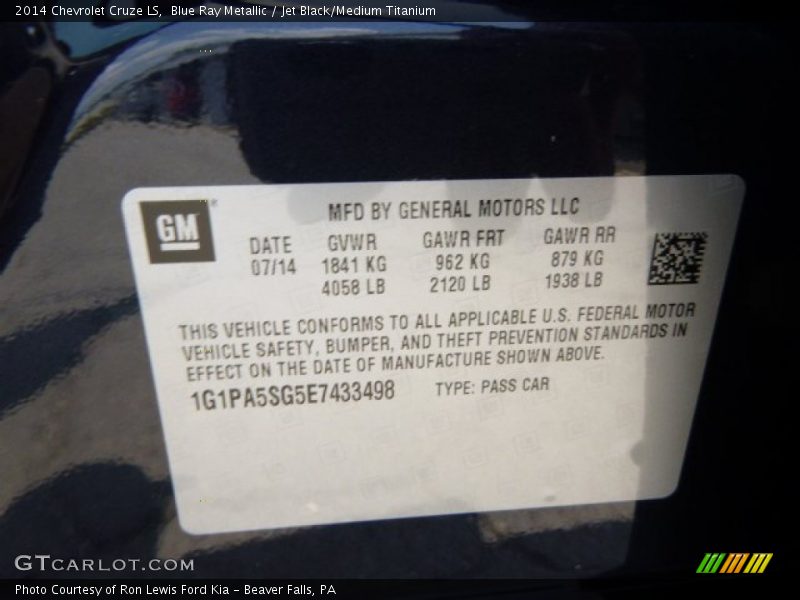 2014 Chevrolet Cruze LS, Blue Ray Metallic / Jet Black/Medium Titanium
GM
MFD BY GENERAL MOTORS LLC
DATE GVWR GAWR FRT GAWR RR
07/14 1841 KG 962 KG 879 KG
4058 LB 2120 LB 1938 LB
THIS VEHICLE CONFORMS TO ALL APPLICABLE U.S. FEDERAL MOTOR
VEHICLE SAFETY, BUMPER, AND THEFT PREVENTION STANDARDS IN
EFFECT ON THE DATE OF MANUFACTURE SHOWN ABOVE.
1G1PA5SG5E7433498 TYPE: PASS CAR
GTCARLOT.COM
Photo Courtesy of Ron Lewis Ford Kia - Beaver Falls, PA